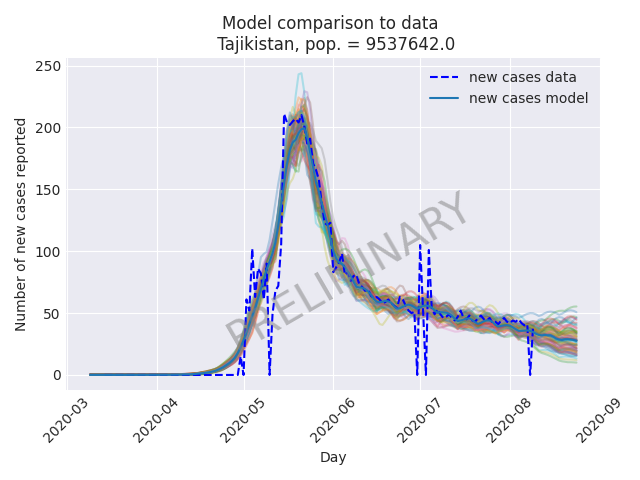 Model comparison to data
Tajikistan, pop. = 9537642.0
new cases data
new cases model
Number of new cases reported
250
200
150
100
50
0
PRELIMINARY
2020-03
2020-04
2020-05
2020-06
2020-07
2020-08
2020-09
Day